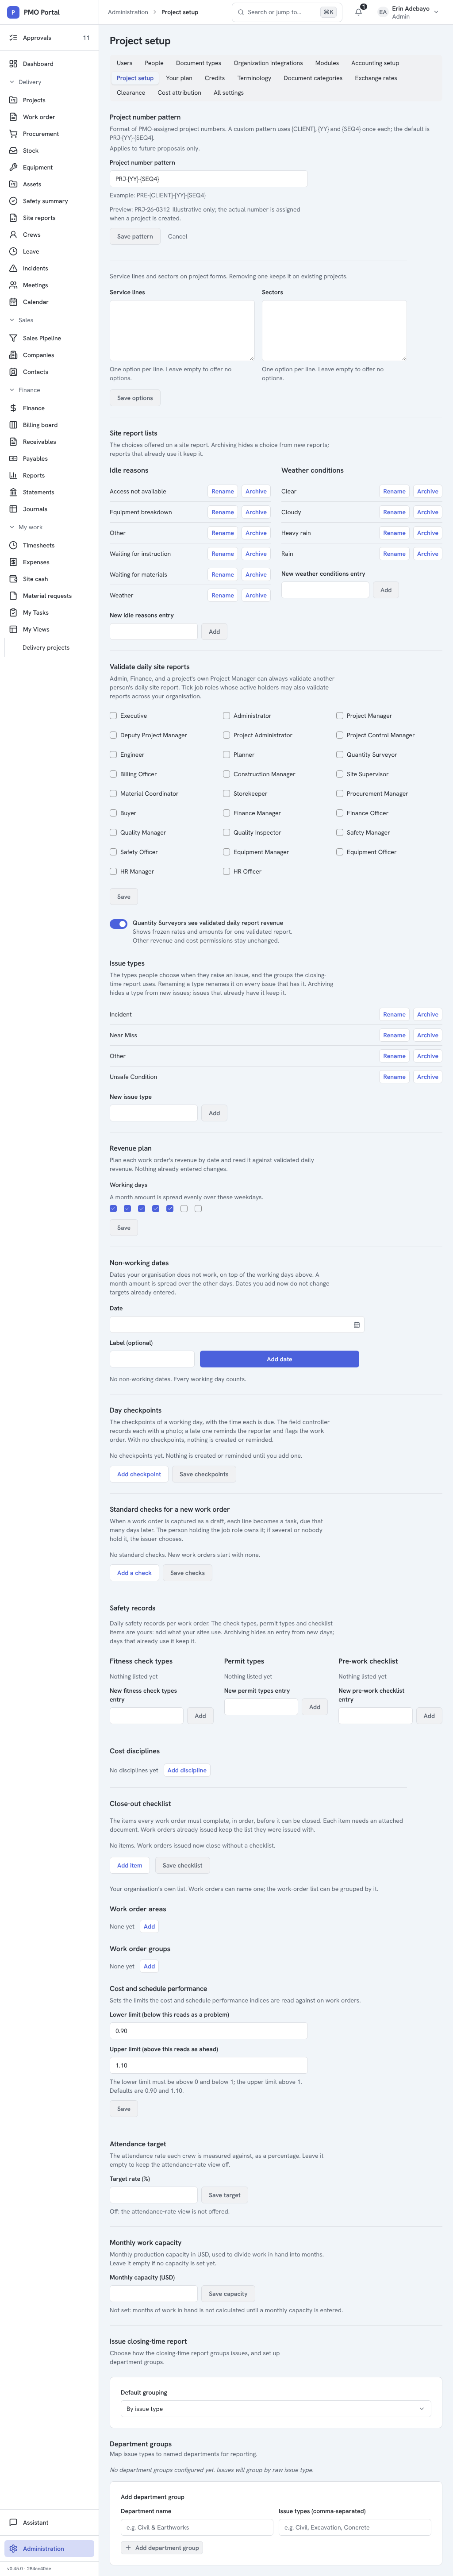 P
PMO Portal
Approvals
11
Dashboard
Delivery
Projects
Work order
Procurement
Stock
Equipment
Assets
Safety summary
Site reports
Crews
Leave
Incidents
Meetings
Calendar
Sales
Sales Pipeline
Companies
Contacts
Finance
Finance
Billing board
Receivables
Payables
Reports
Statements
Journals
My work
Timesheets
Expenses
Site cash
Material requests
My Tasks
My Views
Delivery projects
Assistant
Administration
Administration
Project setup
Search or jump to...
⌘K
EA
Erin Adebayo
Admin
Project setup
Users
People
Document types
Organization integrations
Modules
Accounting setup
Project setup
Your plan
Credits
Terminology
Document categories
Exchange rates
Clearance
Cost attribution
All settings
Project number pattern
Format of PMO-assigned project numbers. A custom pattern uses {CLIENT}, {YY} and {SEQ4} once each; the default is
PRJ-{YY}-{SEQ4}.
Applies to future proposals only.
Project number pattern
PRJ-{YY}-{SEQ4}
Example: PRE-{CLIENT}-{YY}-{SEQ4}
Preview: PRJ-26-0312 Illustrative only; the actual number is assigned
when a project is created.
Save pattern
Cancel
Service lines and sectors on project forms. Removing one keeps it on existing projects.
Service lines
Sectors
One option per line. Leave empty to offer no
options.
One option per line. Leave empty to offer no
options.
Save options
Site report lists
The choices offered on a site report. Archiving hides a choice from new reports;
reports that already use it keep it.
Idle reasons
Weather conditions
Access not available
Rename
Archive
Clear
Rename
Archive
Equipment breakdown
Rename
Archive
Cloudy
Rename
Archive
Other
Rename
Archive
Heavy rain
Rename
Archive
Waiting for instruction
Rename
Archive
Rain
Rename
Archive
Waiting for materials
Rename
Archive
New weather conditions entry
Add
Weather
Rename
Archive
New idle reasons entry
Add
Validate daily site reports
Admin, Finance, and a project's own Project Manager can always validate another
person's daily site report. Tick job roles whose active holders may also validate
reports across your organisation.
Executive
Administrator
Project Manager
Deputy Project Manager
Project Administrator
Project Control Manager
Engineer
Planner
Quantity Surveyor
Billing Officer
Construction Manager
Site Supervisor
Material Coordinator
Storekeeper
Procurement Manager
Buyer
Finance Manager
Finance Officer
Quality Manager
Quality Inspector
Safety Manager
Safety Officer
Equipment Manager
Equipment Officer
HR Manager
HR Officer
Save
Quantity Surveyors see validated daily report revenue
Shows frozen rates and amounts for one validated report.
Other revenue and cost permissions stay unchanged.
Issue types
The types people choose when they raise an issue, and the groups the closing-
time report uses. Renaming a type renames it on every issue that has it. Archiving
hides a type from new issues; issues that already have it keep it.
Incident
Rename
Archive
Near Miss
Rename
Archive
Other
Rename
Archive
Unsafe Condition
Rename
Archive
New issue type
Add
Revenue plan
Plan each work order's revenue by date and read it against validated daily
revenue. Nothing already entered changes.
Working days
A month amount is spread evenly over these weekdays.
Save
Non-working dates
Dates your organisation does not work, on top of the working days above. A
month amount is spread over the other days. Dates you add now do not change
targets already entered.
Date
Label (optional)
Add date
No non-working dates. Every working day counts.
Day checkpoints
The checkpoints of a working day, with the time each is due. The field controller
records each with a photo; a late one reminds the reporter and flags the work
order. With no checkpoints, nothing is created or reminded.
No checkpoints yet. Nothing is created or reminded until you add one.
Add checkpoint
Save checkpoints
Standard checks for a new work order
When a work order is captured as a draft, each line becomes a task, due that
many days later. The person holding the job role owns it; if several or nobody
hold it, the issuer chooses.
No standard checks. New work orders start with none.
Add a check
Save checks
Safety records
Daily safety records per work order. The check types, permit types and checklist
items are yours: add what your sites use. Archiving hides an entry from new days;
days that already use it keep it.
Fitness check types
Permit types
Pre-work checklist
Nothing listed yet
Nothing listed yet
Nothing listed yet
New fitness check types
entry
Add
New permit types entry
Add
New pre-work checklist
entry
Add
Cost disciplines
No disciplines yet
Add discipline
Close-out checklist
The items every work order must complete, in order, before it can be closed. Each item needs an attached
document. Work orders already issued keep the list they were issued with.
No items. Work orders issued now close without a checklist.
Add item
Save checklist
Your organisation's own list. Work orders can name one; the work-order list can be grouped by it.
Work order areas
None yet
Add
Work order groups
None yet
Add
Cost and schedule performance
Sets the limits the cost and schedule performance indices are read against on work orders.
Lower limit (below this reads as a problem)
0.90
Upper limit (above this reads as ahead)
1.10
The lower limit must be above 0 and below 1; the upper limit above 1.
Defaults are 0.90 and 1.10.
Save
Attendance target
The attendance rate each crew is measured against, as a percentage. Leave it
empty to keep the attendance-rate view off.
Target rate (%)
Save target
Off: the attendance-rate view is not offered.
Monthly work capacity
Monthly production capacity in USD, used to divide work in hand into months.
Leave it empty if no capacity is set yet.
Monthly capacity (USD)
Save capacity
Not set: months of work in hand is not calculated until a monthly capacity is entered.
Issue closing-time report
Choose how the closing-time report groups issues, and set up
department groups.
Default grouping
By issue type
Department groups
Map issue types to named departments for reporting.
No department groups configured yet. Issues will group by raw issue type.
Add department group
Department name
Issue types (comma-separated)
e.g. Civil & Earthworks
e.g. Civil, Excavation, Concrete
Add department group